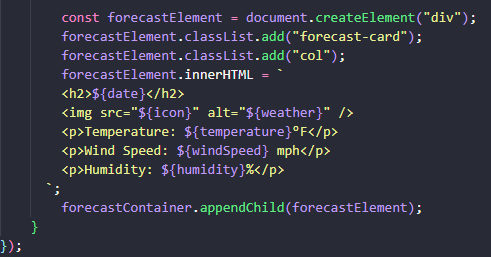 const forecastElement = document.createElement("div");
forecastElement.classList.add("forecast-card");
forecastElement.classList.add("col");
forecastElement.innerHTML = `
<h2>${date}</h2>
<img src="${icon}" alt="${weather}" />
<p>Temperature: ${temperature}°F</p>
<p>Wind Speed: ${windSpeed} mph</p>
<p>Humidity: ${humidity}%</p>
`;
forecastContainer.appendChild(forecastElement);
}
});